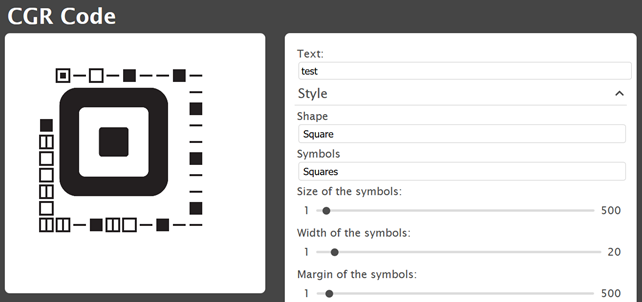 CGR Code
Text:
test
Style
Shape
Square
Symbols
Squares
Size of the symbols:
1 500
Width of the symbols:
1 20
Margin of the symbols:
1 500